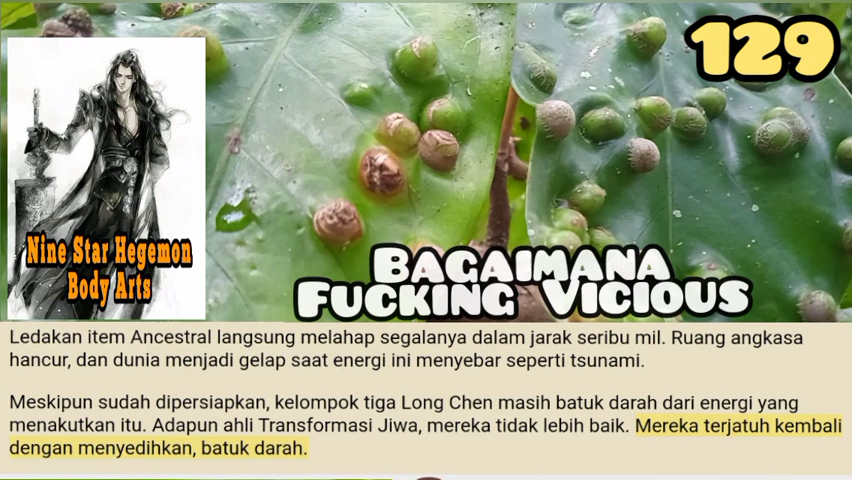 129
Nine Star Hegemon
Body Arts
BAGAIMANA
FUCKING VICIOUS
Ledakan item Ancestral langsung melahap segalanya dalam jarak seribu mil. Ruang angkasa
hancur, dan dunia menjadi gelap saat energi ini menyebar seperti tsunami.
Meskipun sudah dipersiapkan, kelompok tiga Long Chen masih batuk darah dari energi yang
menakutkan itu. Adapun ahli Transformasi Jiwa, mereka tidak lebih baik. Mereka terjatuh kembali
dengan menyedihkan, batuk darah.